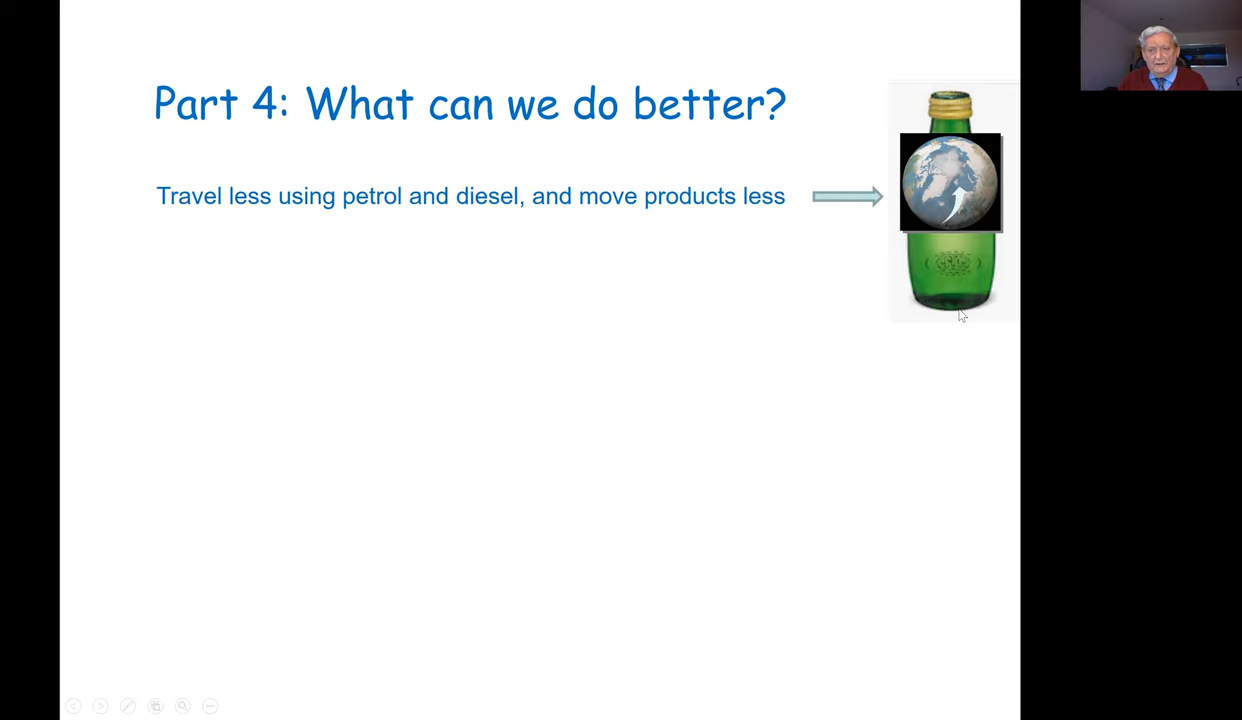 Part 4: What can we do better?
Travel less using petrol and diesel, and move products less